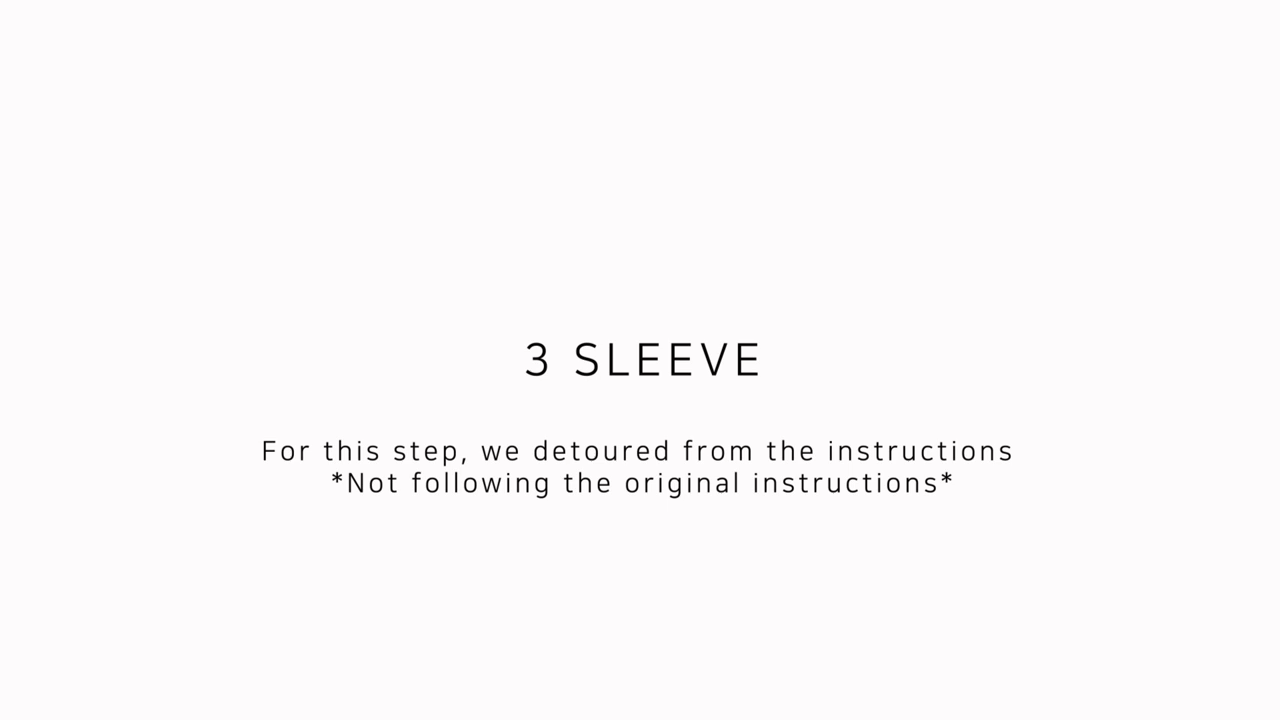 3 SLEEVE
For this step, we detoured from the instructions
*Not following the original instructions*